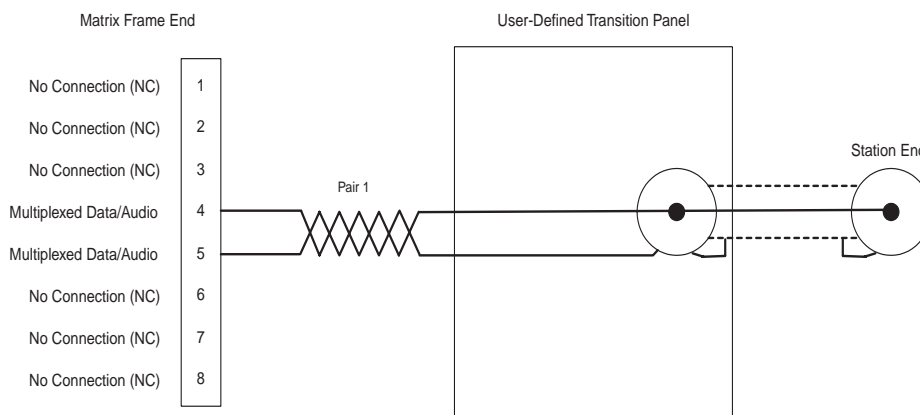 Matrix Frame End
User-Defined Transition Panel
No Connection (NC) 1
No Connection (NC) 2
No Connection (NC) 3
Station End
Pair 1
Multiplexed Data/Audio 4
Multiplexed Data/Audio 5
No Connection (NC) 6
No Connection (NC) 7
No Connection (NC) 8